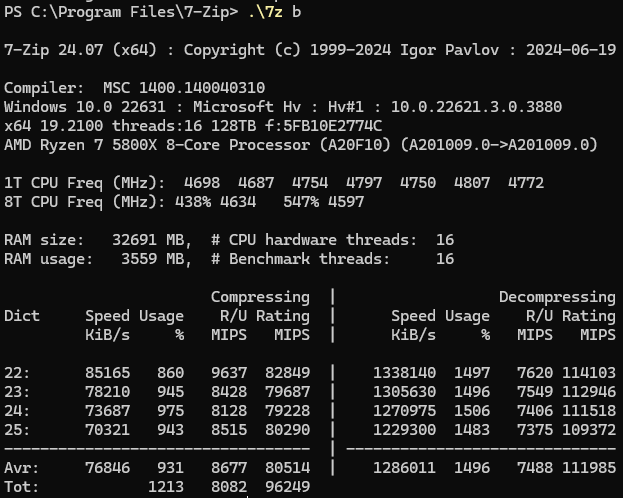 PS C:\Program Files\7-Zip> .\7z b
7-Zip 24.07 (x64) : Copyright (c) 1999-2024 Igor Pavlov : 2024-06-19
Compiler:  MSC 1400.140040310
Windows 10.0 22631 : Microsoft Hv : Hv#1 : 10.0.22621.3.0.3880
x64 19.2100 threads:16 128TB f:5FB10E2774C
AMD Ryzen 7 5800X 8-Core Processor (A20F10) (A201009.0->A201009.0)
1T CPU Freq (MHz):  4698  4687  4754  4797  4750  4807  4772
8T CPU Freq (MHz): 438% 4634   547% 4597
RAM size:   32691 MB,  # CPU hardware threads:  16
RAM usage:   3559 MB,  # Benchmark threads:     16
                       Compressing  |                  Decompressing
Dict     Speed Usage    R/U Rating  |      Speed Usage    R/U Rating
         KiB/s     %   MIPS   MIPS  |      KiB/s     %   MIPS   MIPS
22:      85165   860   9637  82849  |    1338140  1497   7620 114103
23:      78210   945   8428  79687  |    1305630  1496   7549 112946
24:      73687   975   8128  79228  |    1270975  1506   7406 111518
25:      70321   943   8515  80290  |    1229300  1483   7375 109372
----------------------------------  | ------------------------------
Avr:     76846   931   8677  80514  |    1286011  1496   7488 111985
Tot:            1213   8082  96249